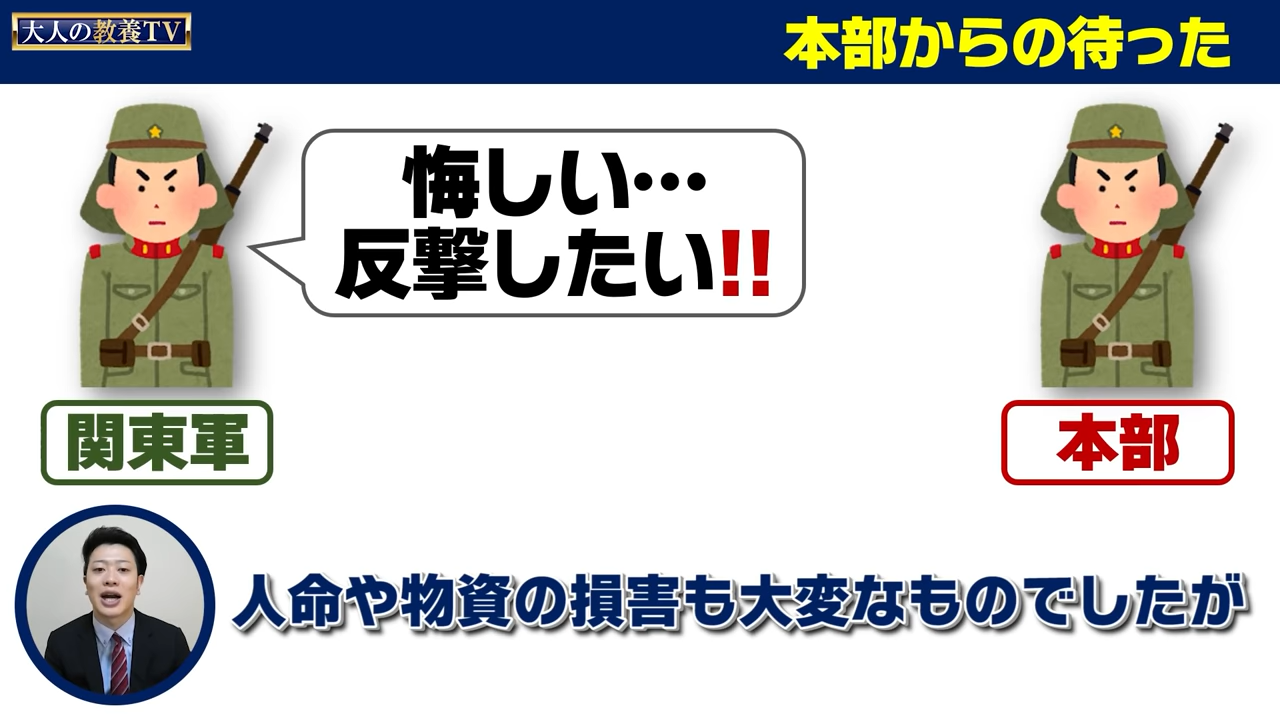 大人の教養TV
本部からの待った
悔しい…
反撃したい!!
関東軍
本部
人命や物資の損害も大変なものでしたが